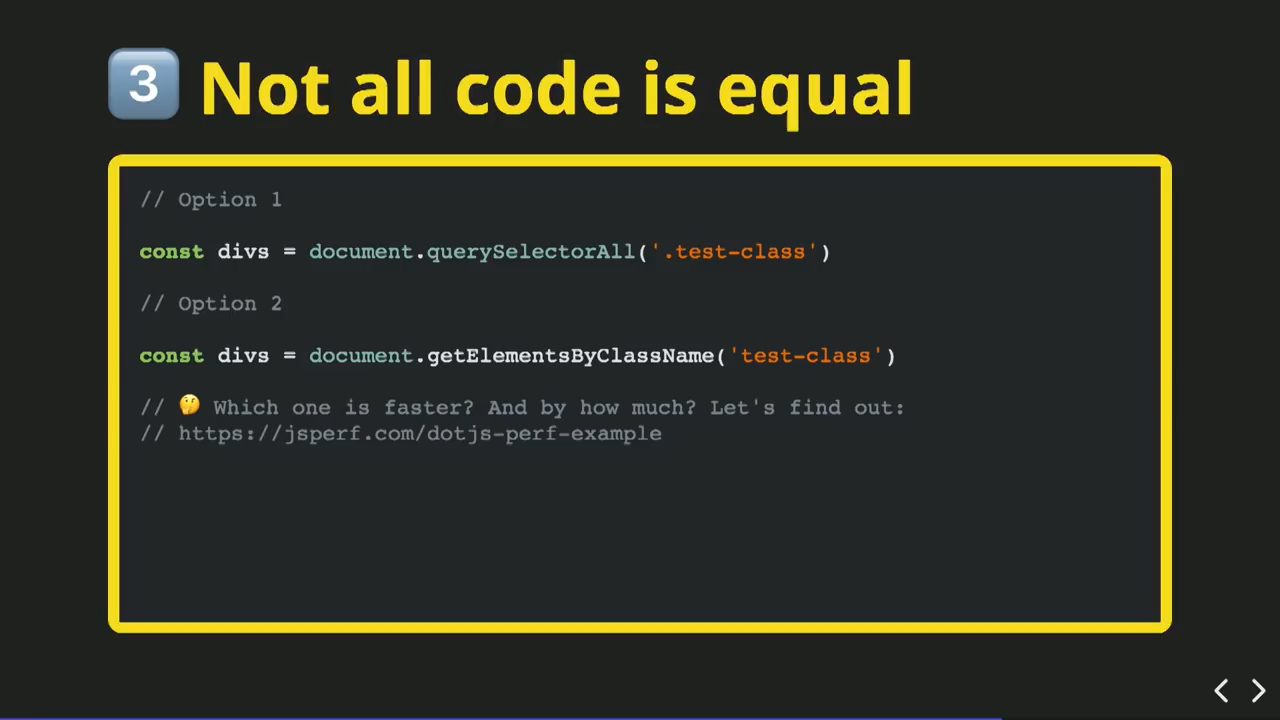 3️⃣ Not all code is equal
// Option 1
const divs = document.querySelectorAll('.test-class')
// Option 2
const divs = document.getElementsByClassName('test-class')
// 🤔 Which one is faster? And by how much? Let's find out:
// https://jsperf.com/dotjs-perf-example